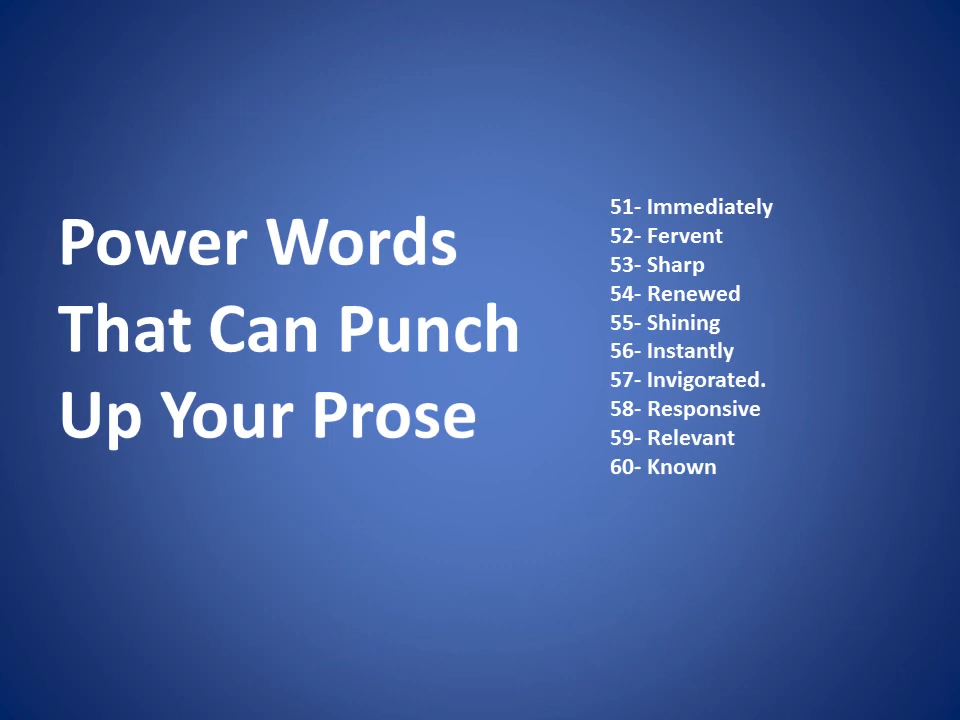 Power Words
That Can Punch
Up Your Prose
51- Immediately
52- Fervent
53- Sharp
54- Renewed
55- Shining
56- Instantly
57- Invigorated.
58- Responsive
59- Relevant
60- Known